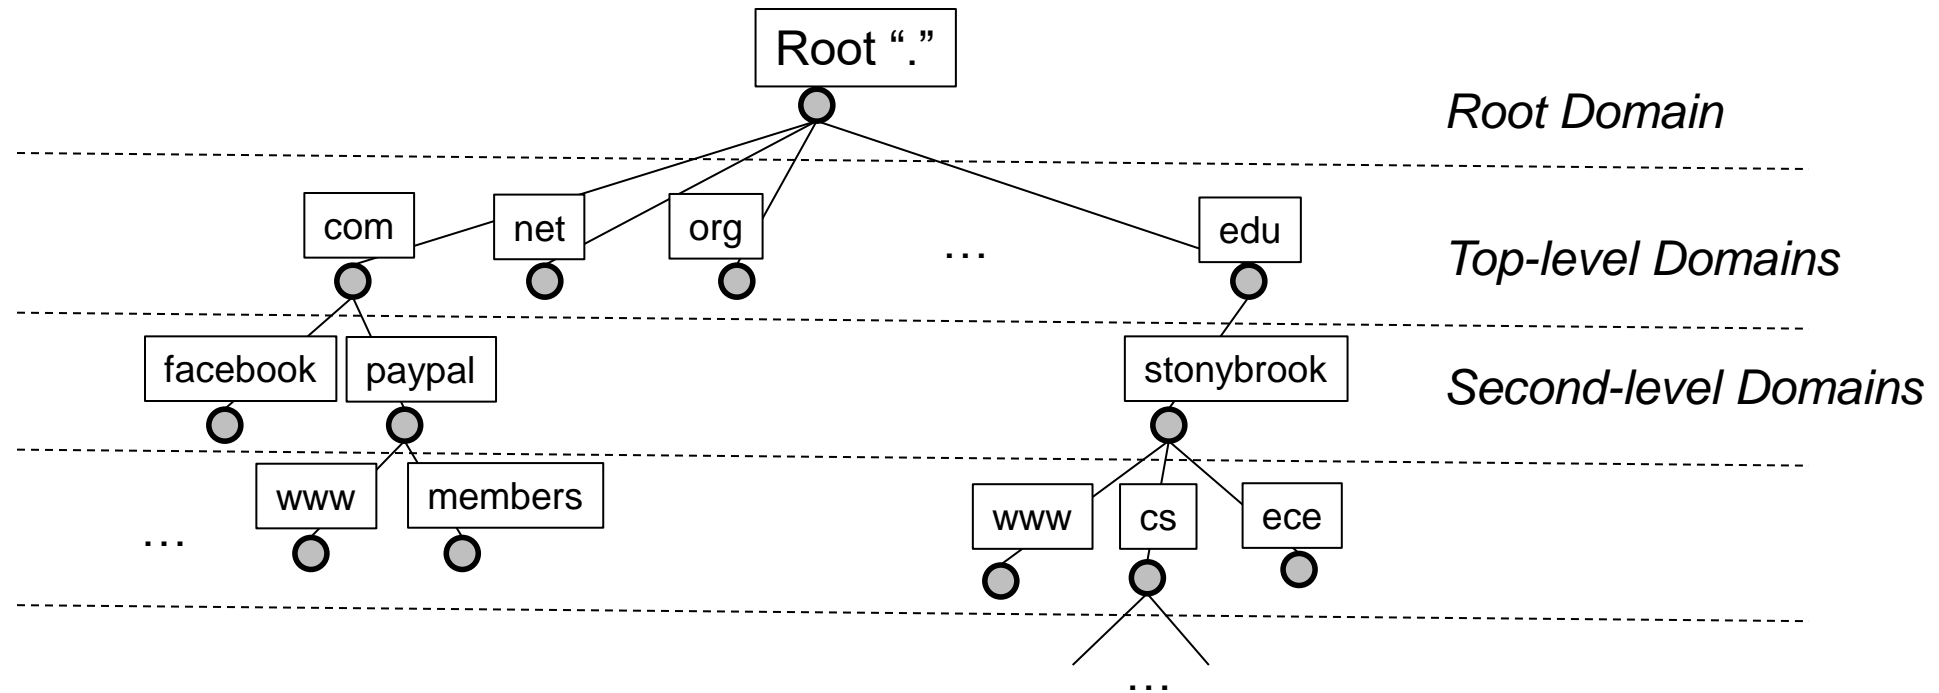 Root “.”
Root Domain
com
net
org
…
edu
Top-level Domains
facebook
paypal
stonybrook
Second-level Domains
…
www
members
www
cs
ece
…